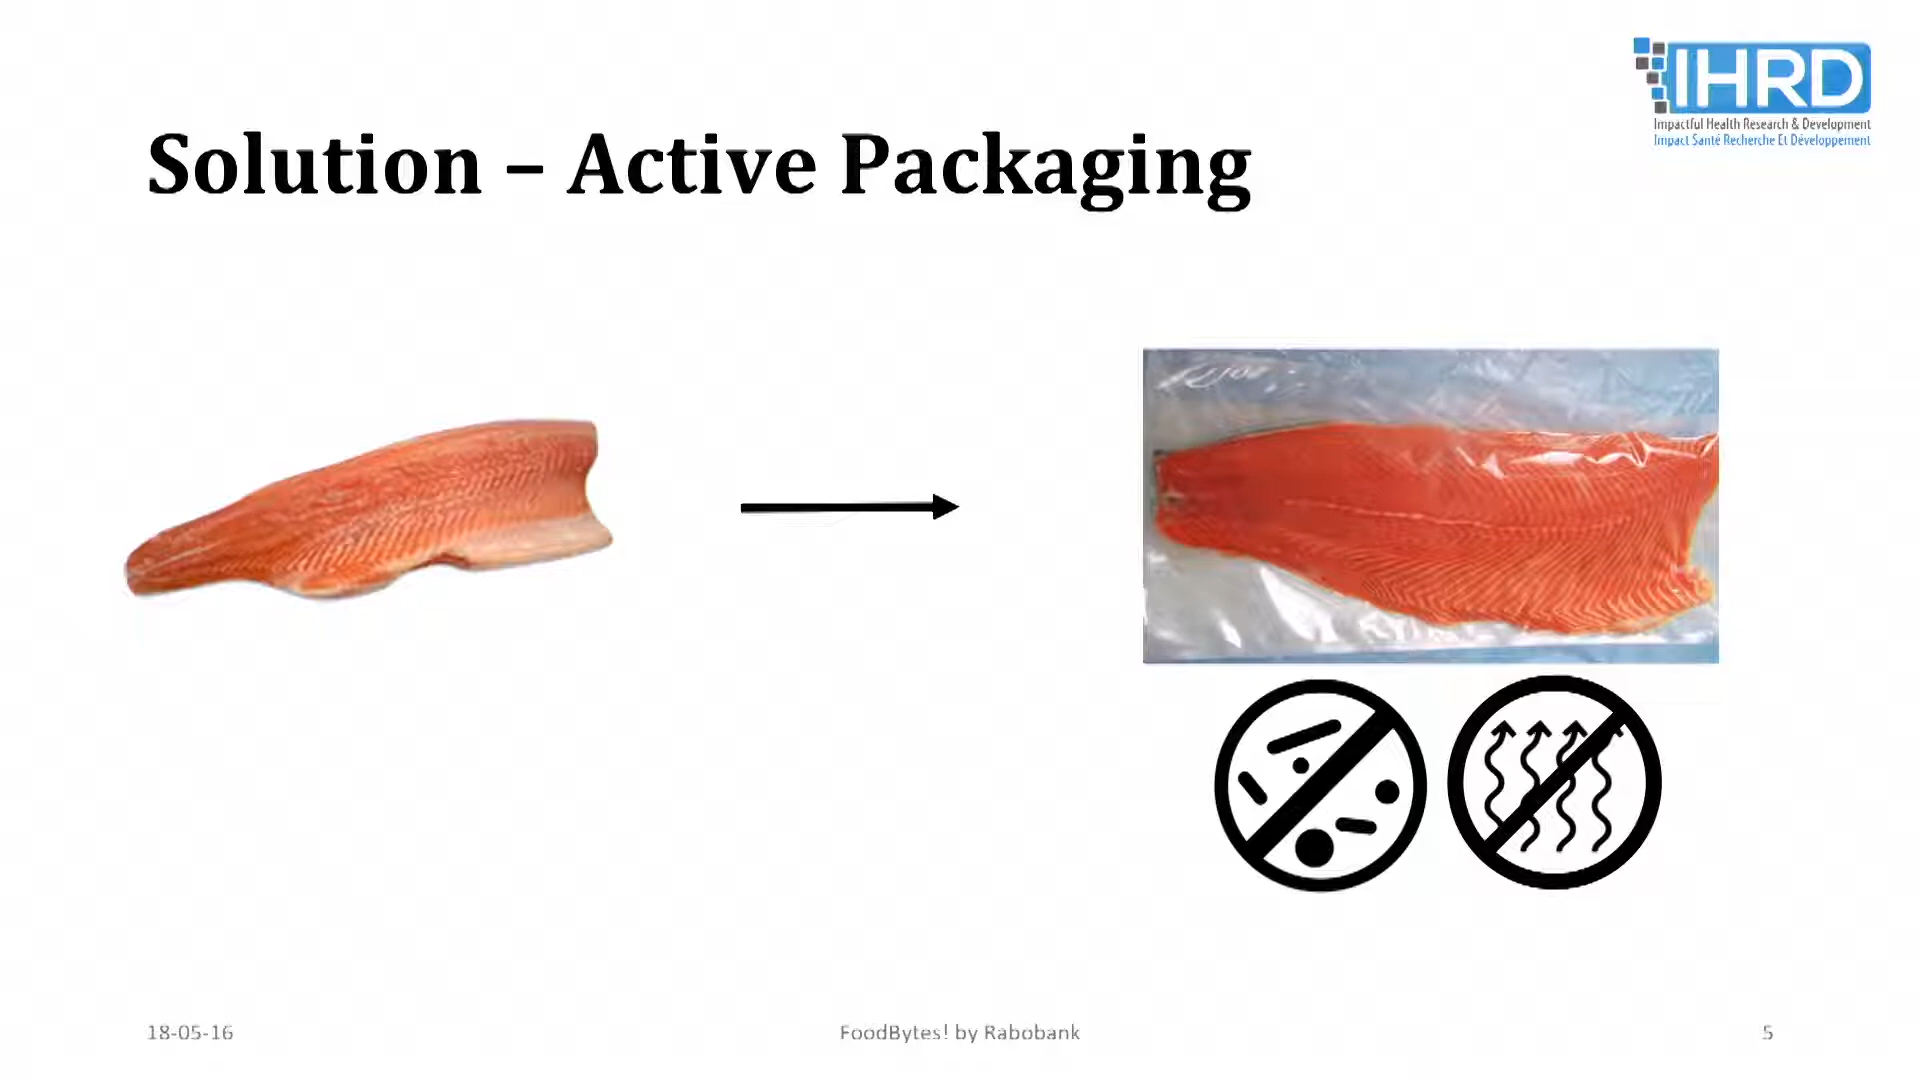 IHRD
Impactful Health Research & Development
Impact Santé Recherche Et Développement
Solution – Active Packaging
18-05-16
FoodBytes! by Rabobank
5